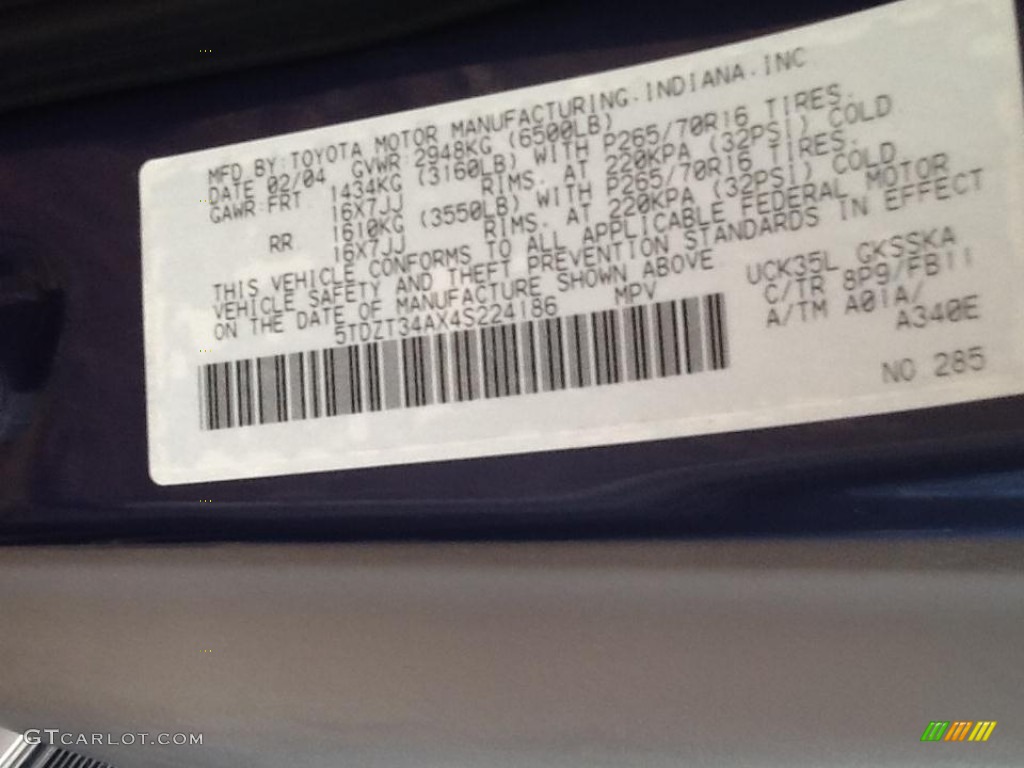 MFD BY: TOYOTA MOTOR MANUFACTURING.INDIANA.INC
DATE 02/04 GVWR 2948KG (6500LB)
GAWR:FRT 1434KG (3160LB) WITH P265/70R16 TIRES.
16X7JJ RIMS. AT 220KPA (32PSI) COLD
RR 1610KG (3550LB) WITH P265/70R16 TIRES.
16X7JJ RIMS. AT 220KPA (32PSI) COLD
THIS VEHICLE CONFORMS TO ALL APPLICABLE FEDERAL MOTOR
VEHICLE SAFETY AND THEFT PREVENTION STANDARDS IN EFFECT
ON THE DATE OF MANUFACTURE SHOWN ABOVE
5TDZT34AX4S224186 MPV
UCK35L GKSSKA
C/TR 8P9/FB11
A/TM A01A/
A340E
NO 285
GTCARLOT.COM